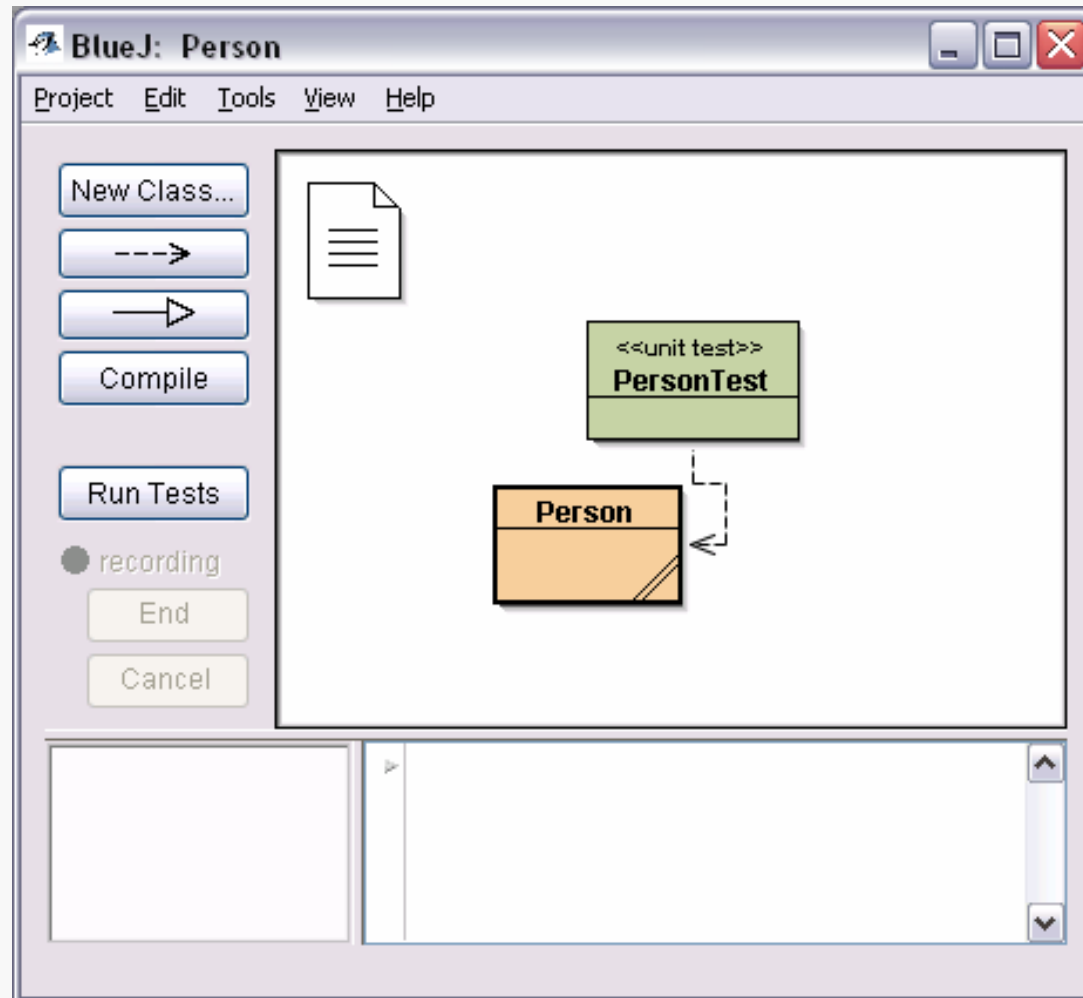 BlueJ: Person
Project Edit Tools View Help
New Class...
Compile
Run Tests
recording
End
Cancel
<<unit test>>
PersonTest
Person